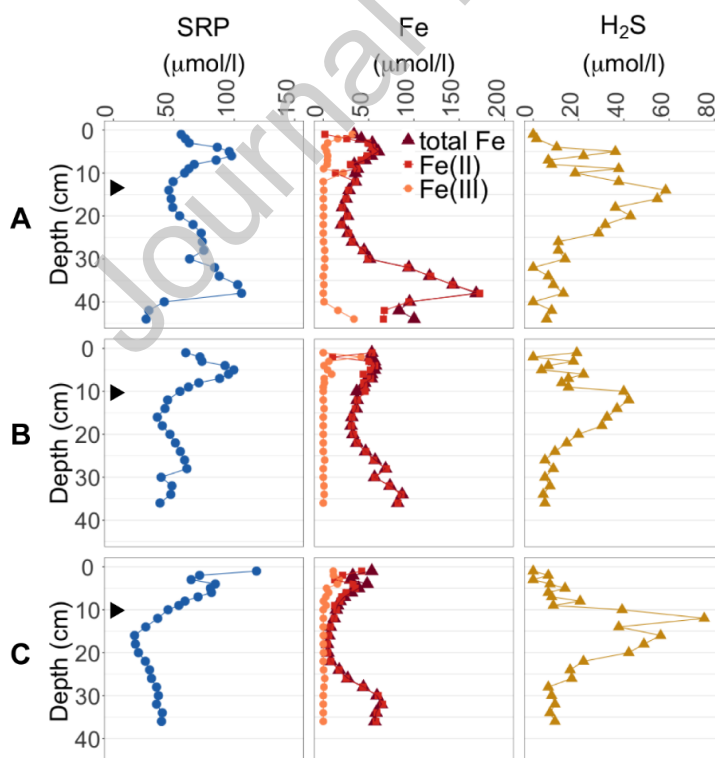 Journal
SRP Fe H₂S
(μmol/l) (μmol/l) (μmol/l)
0 50 100 150 0 50 100 150 200 0 20 40 60 80
A
Depth (cm)
0
10
20
30
40
total Fe
Fe(II)
Fe(III)
B
Depth (cm)
0
10
20
30
40
C
Depth (cm)
0
10
20
30
40